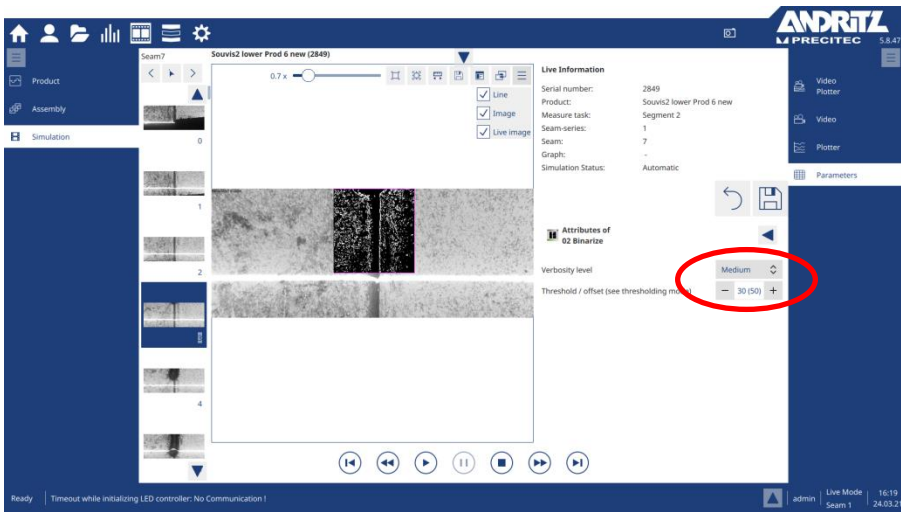 ANDRITZ
PRECITEC
5.8.47
Product
Assembly
Simulation
Seam7
0
1
2
4
Souvis2 lower Prod 6 new (2849)
0.7 x
Line
Image
Live image
Live Information
Serial number: 2849
Product: Souvis2 lower Prod 6 new
Measure task: Segment 2
Seam-series: 1
Seam: 7
Graph: -
Simulation Status: Automatic
Attributes of
02 Binarize
Verbosity level Medium
Threshold / offset (see thresholding mode) − 30 (50) +
Video
Plotter
Video
Plotter
Parameters
Ready Timeout while initializing LED controller: No Communication !
admin Live Mode 16:19
Seam 1 24.03.21